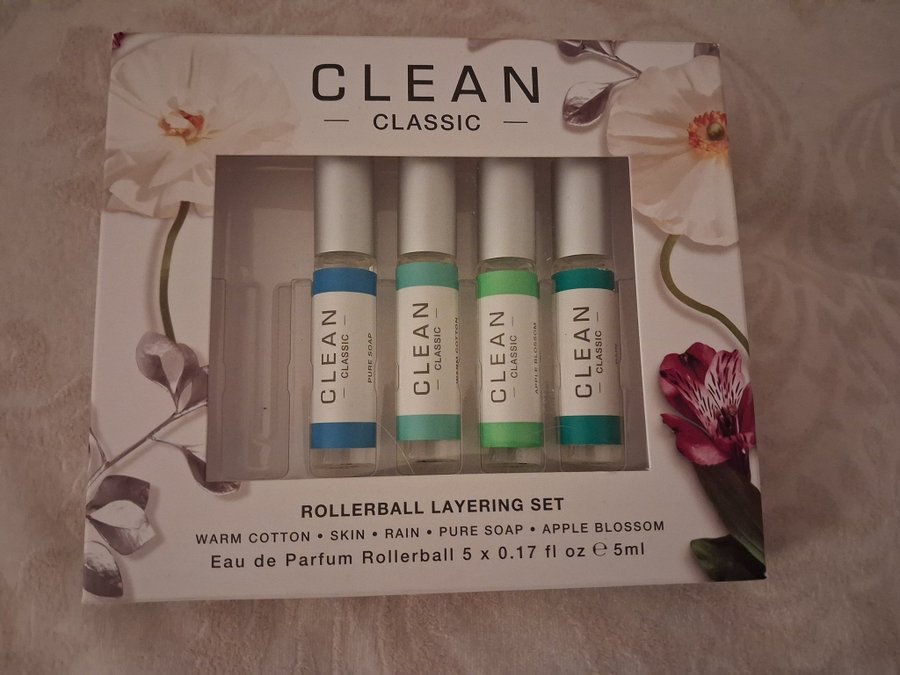 CLEAN
— CLASSIC —
CLEAN
— CLASSIC —
PURE SOAP
CLEAN
— CLASSIC —
WARM COTTON
CLEAN
— CLASSIC —
APPLE BLOSSOM
CLEAN
— CLASSIC —
ROLLERBALL LAYERING SET
WARM COTTON • SKIN • RAIN • PURE SOAP • APPLE BLOSSOM
Eau de Parfum Rollerball 5 x 0.17 fl oz ℮ 5ml